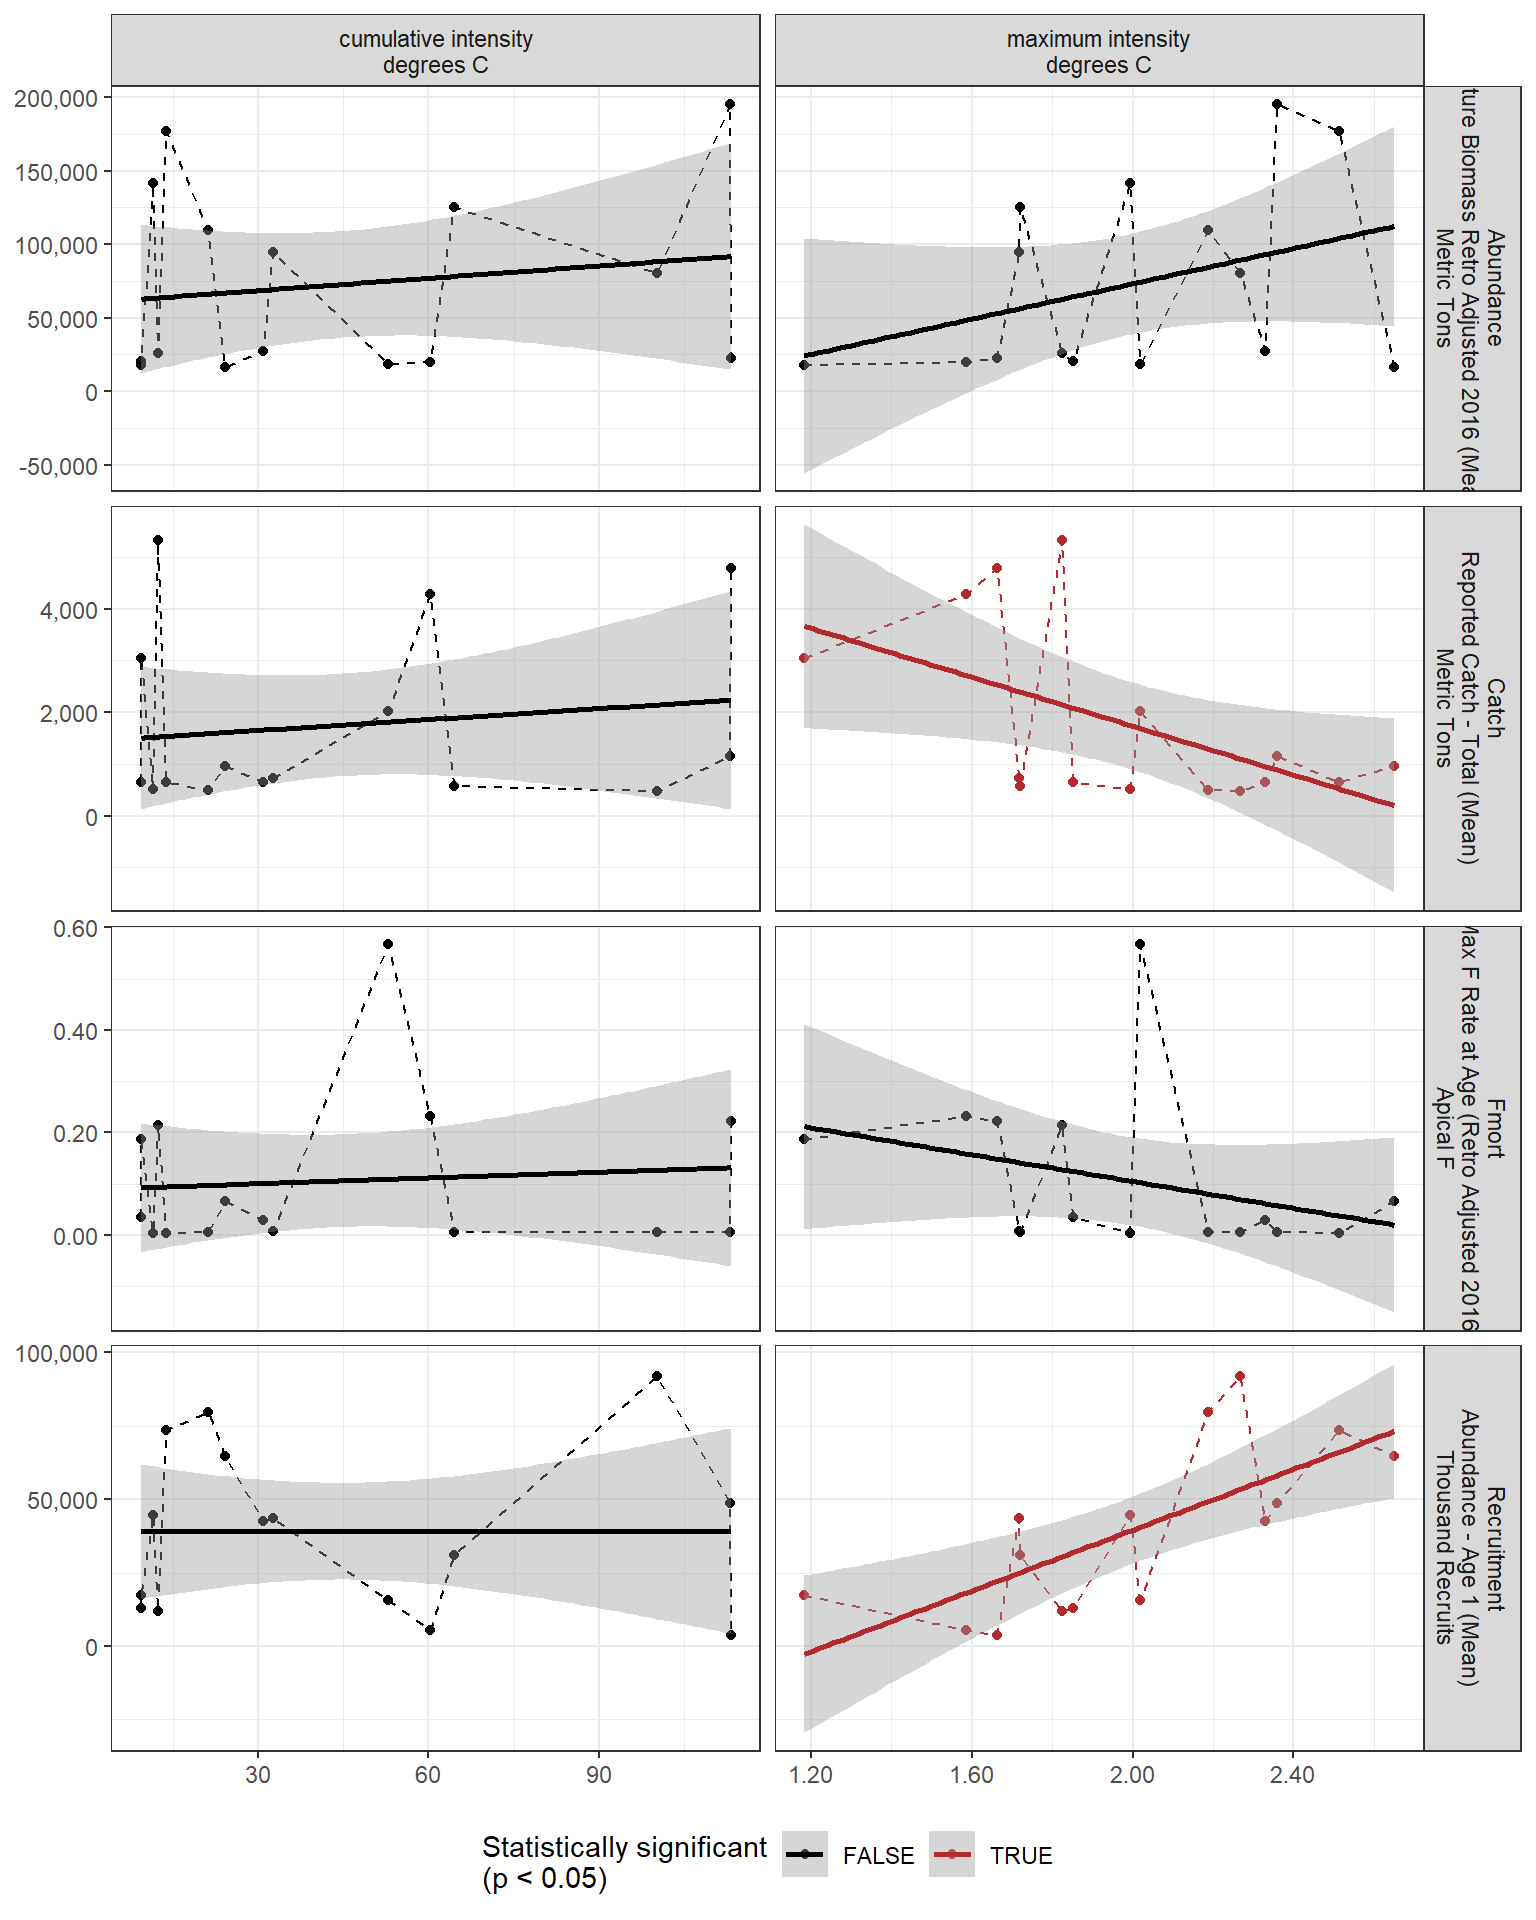 cumulative intensity
degrees C
maximum intensity
degrees C
200,000
150,000
100,000
50,000
0
-50,000
Abundance
Biomass Retro Adjusted 2016
Metric Tons
4,000
2,000
0
Catch
Reported Catch - Total (Mean)
Metric Tons
0.60
0.40
0.20
0.00
Fmort
F Rate at Age (Retro Adjusted 2016
Apical F
100,000
50,000
0
Recruitment
Abundance - Age 1 (Mean)
Thousand Recruits
30
60
90
1.20
1.60
2.00
2.40
Statistically significant
(p < 0.05)
FALSE
TRUE